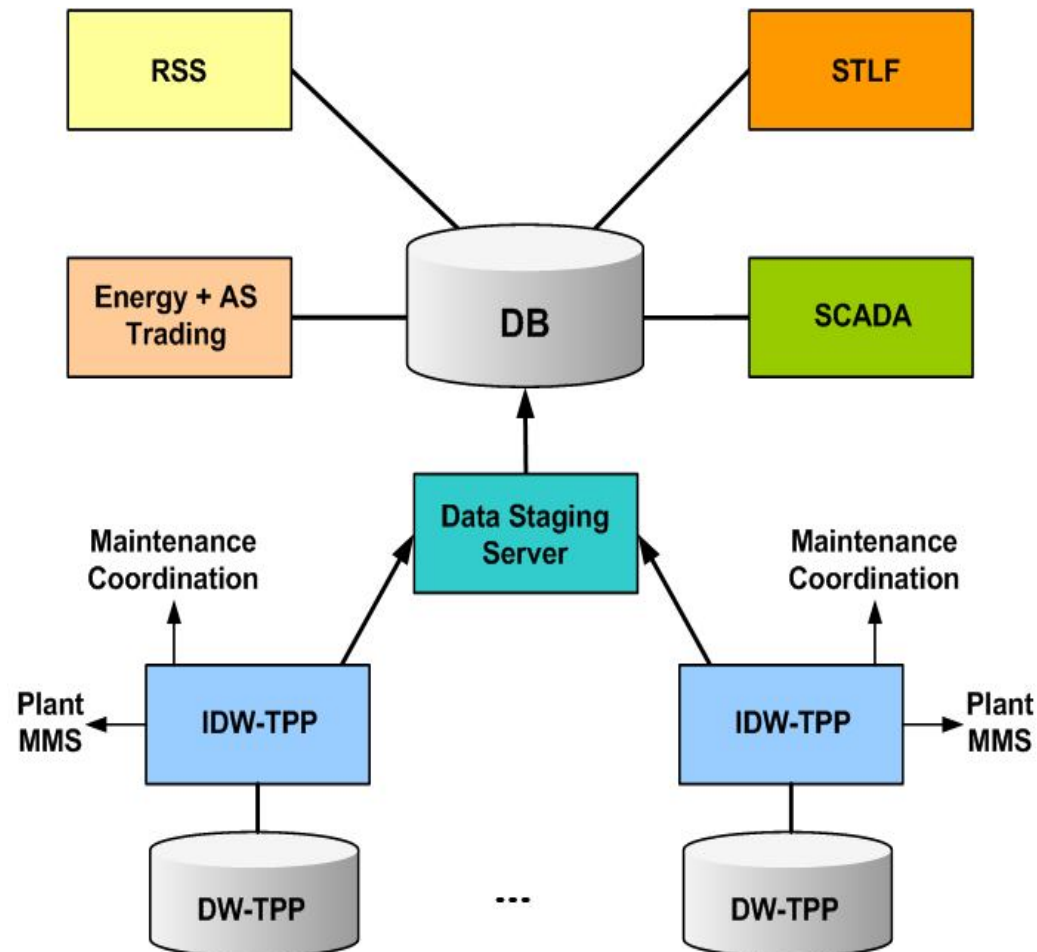 RSS
STLF
Energy + AS
Trading
DB
SCADA
Data Staging
Server
Maintenance
Coordination
Maintenance
Coordination
Plant
MMS
IDW-TPP
IDW-TPP
Plant
MMS
DW-TPP
...
DW-TPP